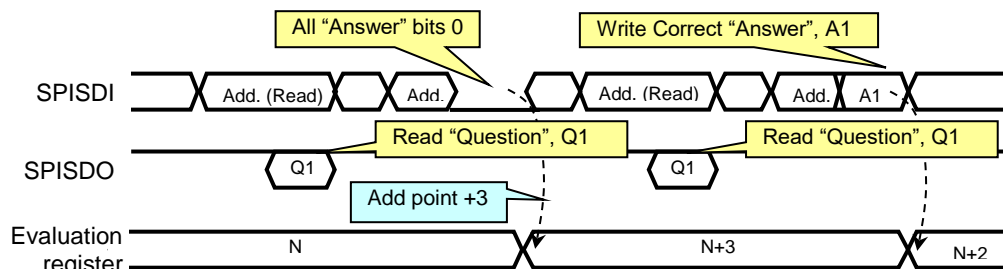 All “Answer” bits 0
Write Correct “Answer”, A1
SPISDI
Add. (Read)
Add.
Add. (Read)
Add.
A1
Read “Question”, Q1
Read “Question”, Q1
SPISDO
Q1
Q1
Add point +3
Evaluation
register
N
N+3
N+2